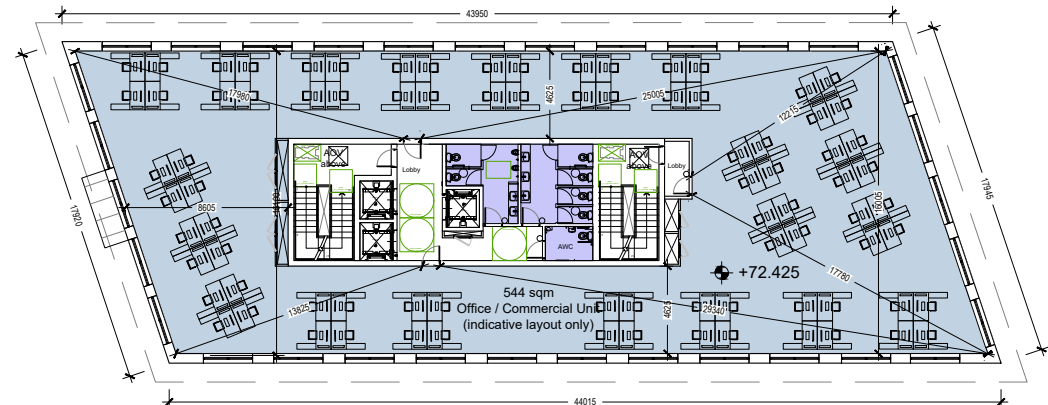 43950
17980
4625
25005
12215
AOV
above
Lobby
AOV
above
Lobby
17920
8605
16005
17945
AWC
+72.425
17780
544 sqm
Office / Commercial Unit
(indicative layout only)
13825
4625
29340
44015